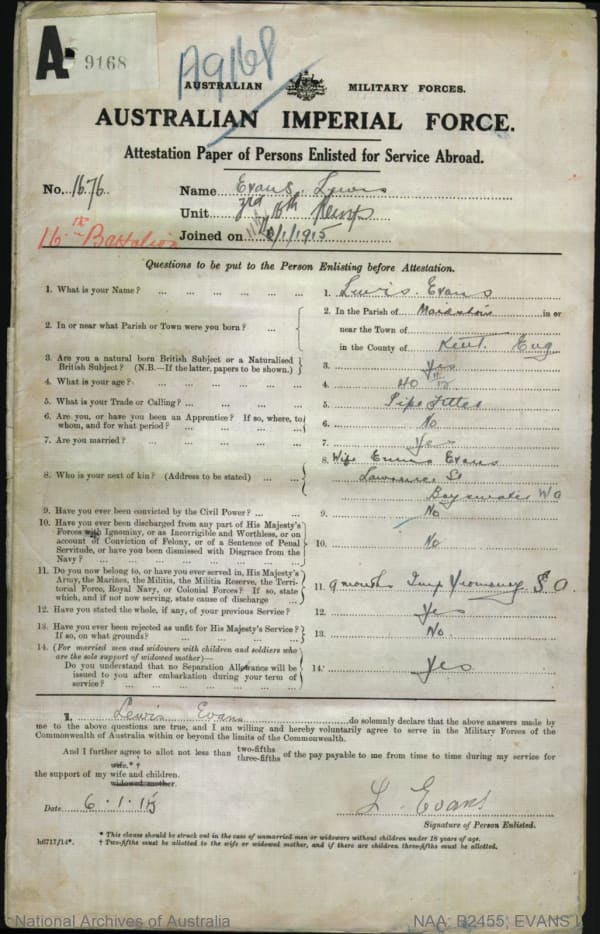 A 9168
A9168
AUSTRALIAN MILITARY FORCES.
AUSTRALIAN IMPERIAL FORCE.
Attestation Paper of Persons Enlisted for Service Abroad.
No. 1676 Name Evans Lewis
Unit 3rd 16th Reinfs
16th Battalion Joined on /1/1915
Questions to be put to the Person Enlisting before Attestation.
1. What is your Name? ... 1. Lewis Evans
2. In or near what Parish or Town were you born? ... 2. In the Parish of Maidstone in or
near the Town of
in the County of Kent Eng
3. Are you a natural born British Subject or a Naturalised
British Subject? (N.B.—If the latter, papers to be shown.) 3. Yes
4. What is your age? ... 4. 40 11/12
5. What is your Trade or Calling? ... 5. Pipe Fitter
6. Are you, or have you been an Apprentice? If so, where, to
whom, and for what period? ... 6. No
7. Are you married? ... 7. Yes
8. Who is your next of kin? (Address to be stated) ... 8. Wife Evans
Lawrence St
Bayswater W A
9. Have you ever been convicted by the Civil Power? ... 9. No
10. Have you ever been discharged from any part of His Majesty's
Forces with Ignominy, or as Incorrigible and Worthless, or on
account of Conviction of Felony, or of a Sentence of Penal
Servitude, or have you been dismissed with Disgrace from the
Navy? ... 10. No
11. Do you now belong to, or have you ever served in, His Majesty's
Army, the Marines, the Militia, the Militia Reserve, the Terri-
torial Force, Royal Navy, or Colonial Forces? If so, state
which, and if not now serving, state cause of discharge 11. 9 months Imp Yeomanry S. A.
12. Have you stated the whole, if any, of your previous Service? 12. Yes
13. Have you ever been rejected as unfit for His Majesty's Service?
If so, on what grounds? ... 13. No.
14. (For married men and widowers with children and soldiers who
are the sole support of widowed mother)—
Do you understand that no Separation Allowance will be
issued to you after embarkation during your term of
service? ... 14. Yes
I, Lewis Evans do solemnly declare that the above answers made by
me to the above questions are true, and I am willing and hereby voluntarily agree to serve in the Military Forces of the
Commonwealth of Australia within or beyond the limits of the Commonwealth.
And I further agree to allot not less than two-fifths
three-fifths of the pay payable to me from time to time during my service for
wife.* †
the support of my wife and children.
widowed mother.
Date 6.1.15 L. Evans
Signature of Person Enlisted.
h6717/14*. * This clause should be struck out in the case of unmarried men or widowers without children under 18 years of age.
† Two-fifths must be allotted to the wife or widowed mother, and if there are children three-fifths must be allotted.
National Archives of Australia NAA: B2455, EVANS L